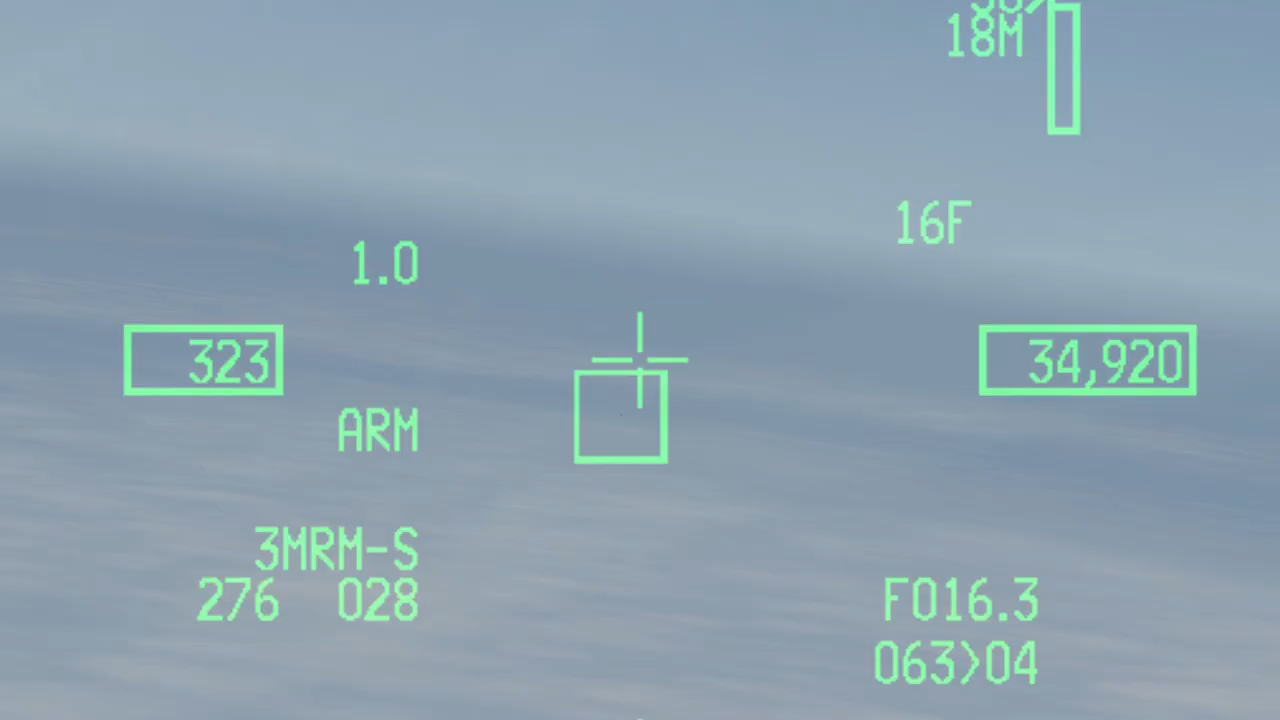 18M
16F
1.0
323
34,920
ARM
3MRM-S
276 028
F016.3
063>04